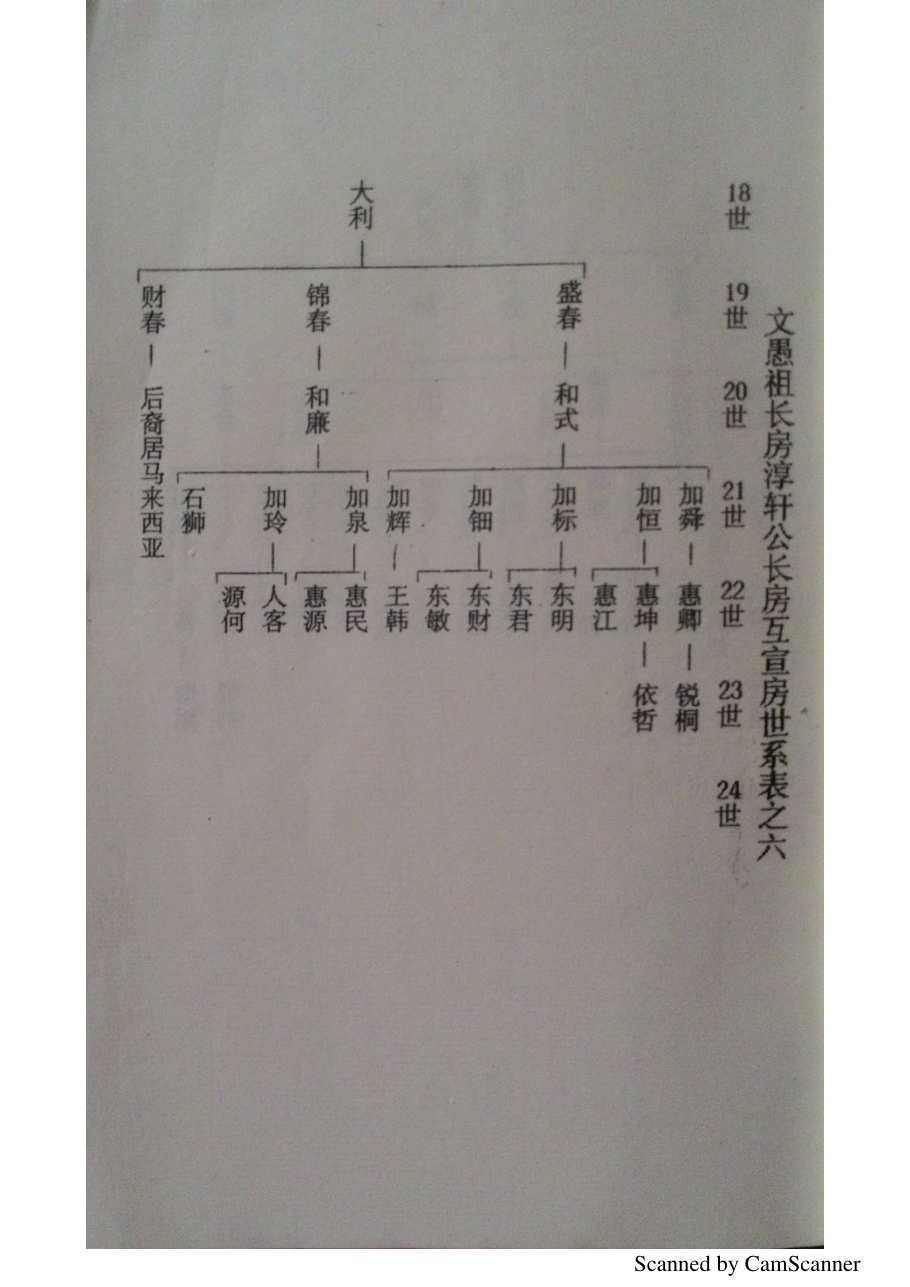 文愚祖长房淳轩公长房互宣房世系表之六
18世
19世
20世
21世
22世
23世
24世
大利
盛春
锦春
财春
和式
和廉
后裔居马来西亚
加舜
加恒
加标
加钿
加辉
加泉
加玲
石狮
惠卿
惠坤
惠江
东明
东君
东财
东敏
王韩
惠民
惠源
人客
源何
锐桐
依哲
Scanned by CamScanner